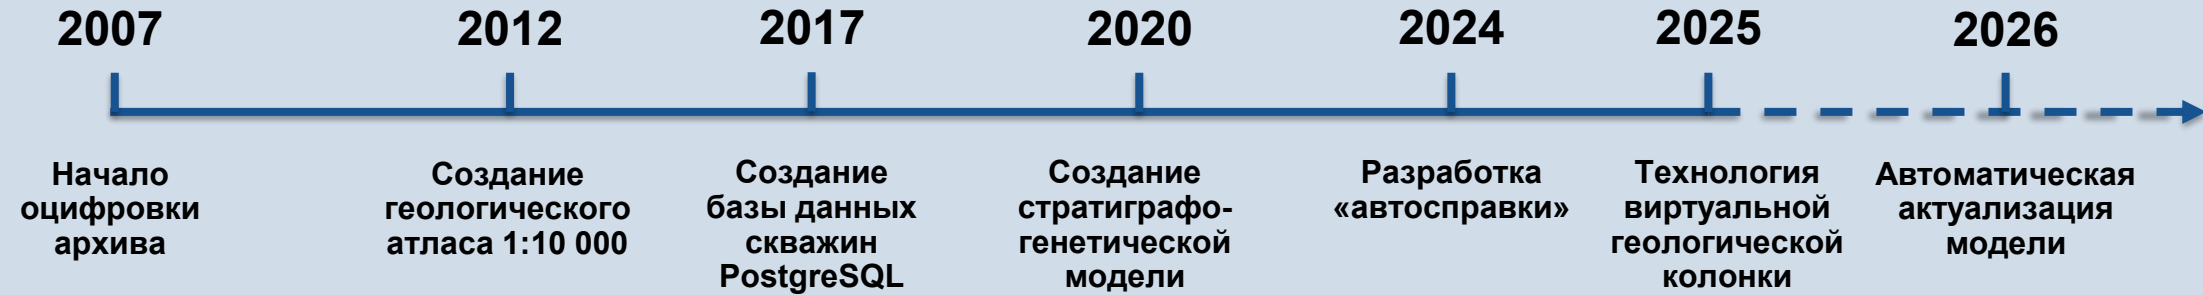 2007
2012
2017
2020
2024
2025
2026
Начало
оцифровки
архива
Создание
геологического
атласа 1:10 000
Создание
базы данных
скважин
PostgreSQL
Создание
стратиграфо-
генетической
модели
Разработка
«автосправки»
Технология
виртуальной
геологической
колонки
Автоматическая
актуализация
модели